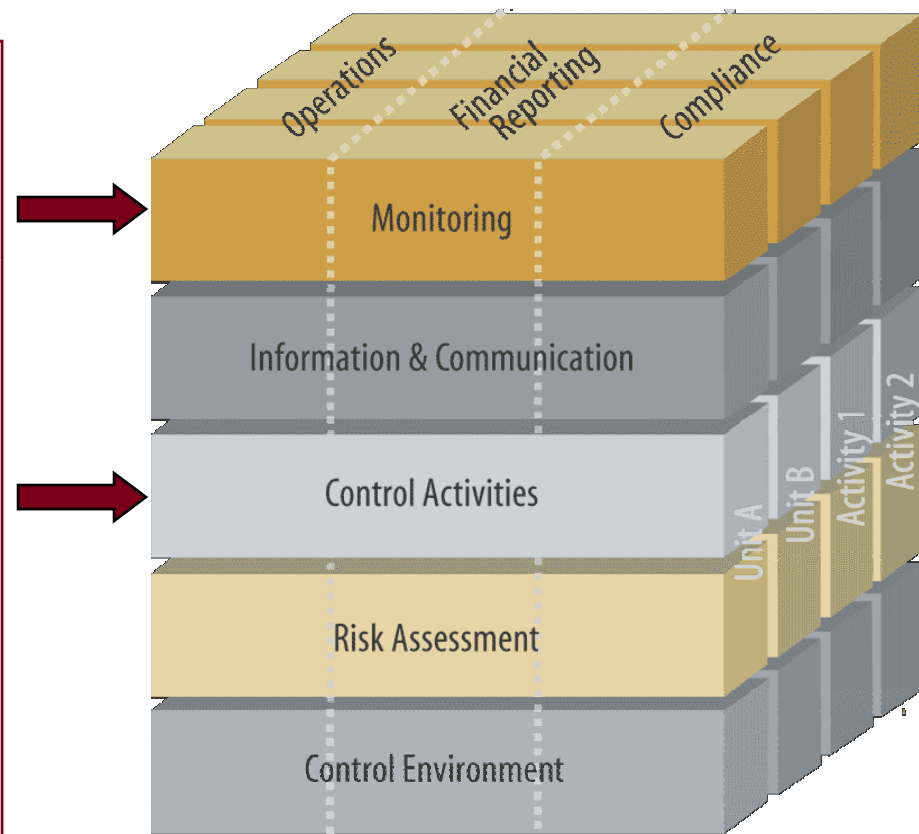 Operations
Financial
Reporting
Compliance
Monitoring
Information & Communication
Control Activities
Risk Assessment
Control Environment
Unit A
Unit B
Activity 1
Activity 2